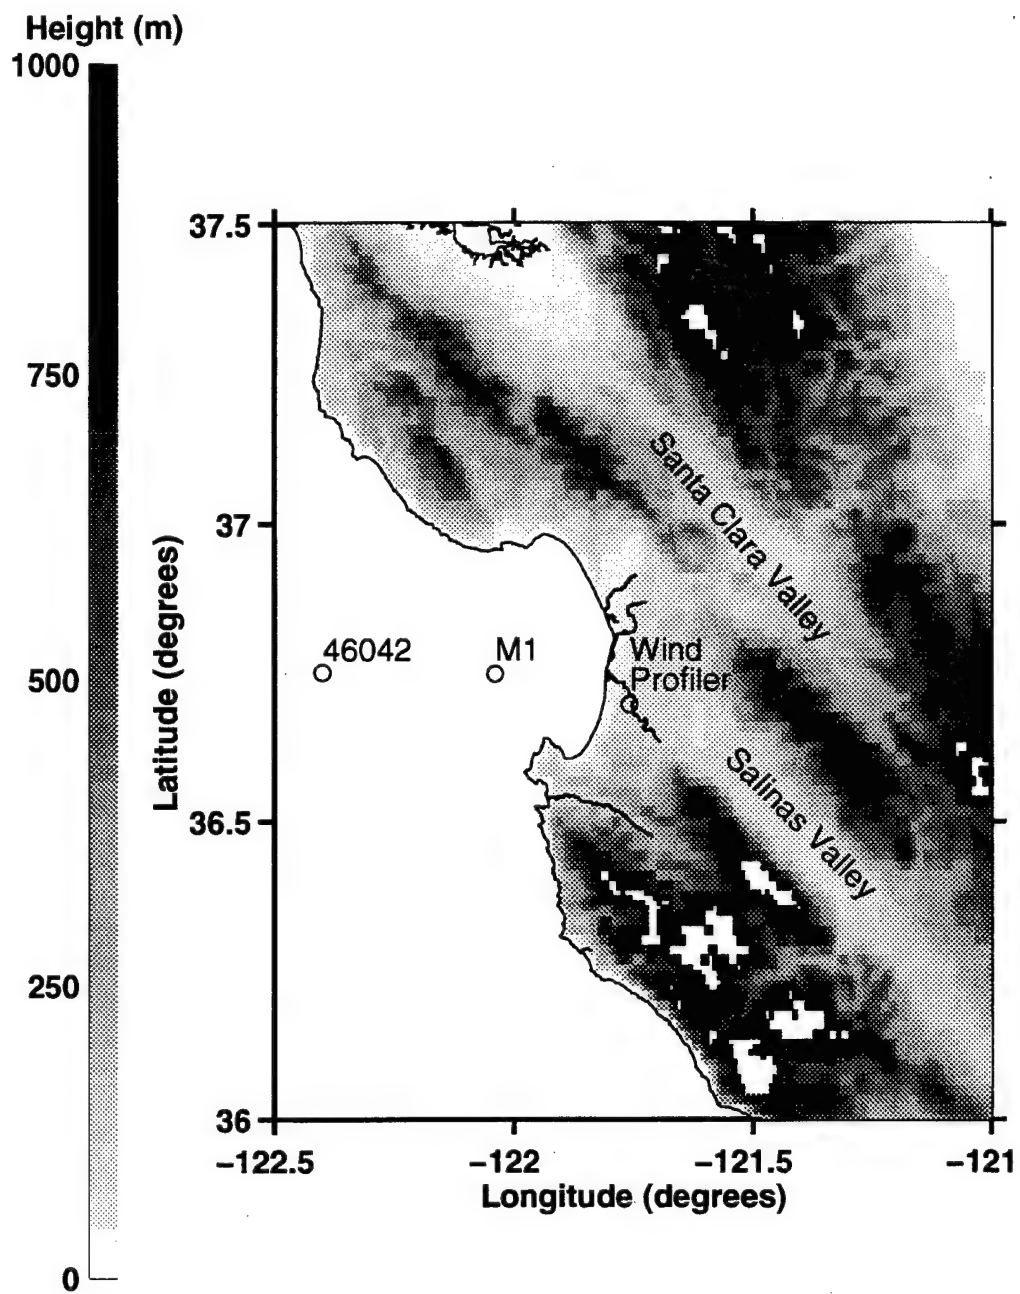 Height (m)
1000
750
500
250
0
37.5
37
36.5
36
Latitude (degrees)
46042
M1
Wind
Profiler
Santa Clara Valley
Salinas Valley
−122.5
−122
−121.5
−121
Longitude (degrees)